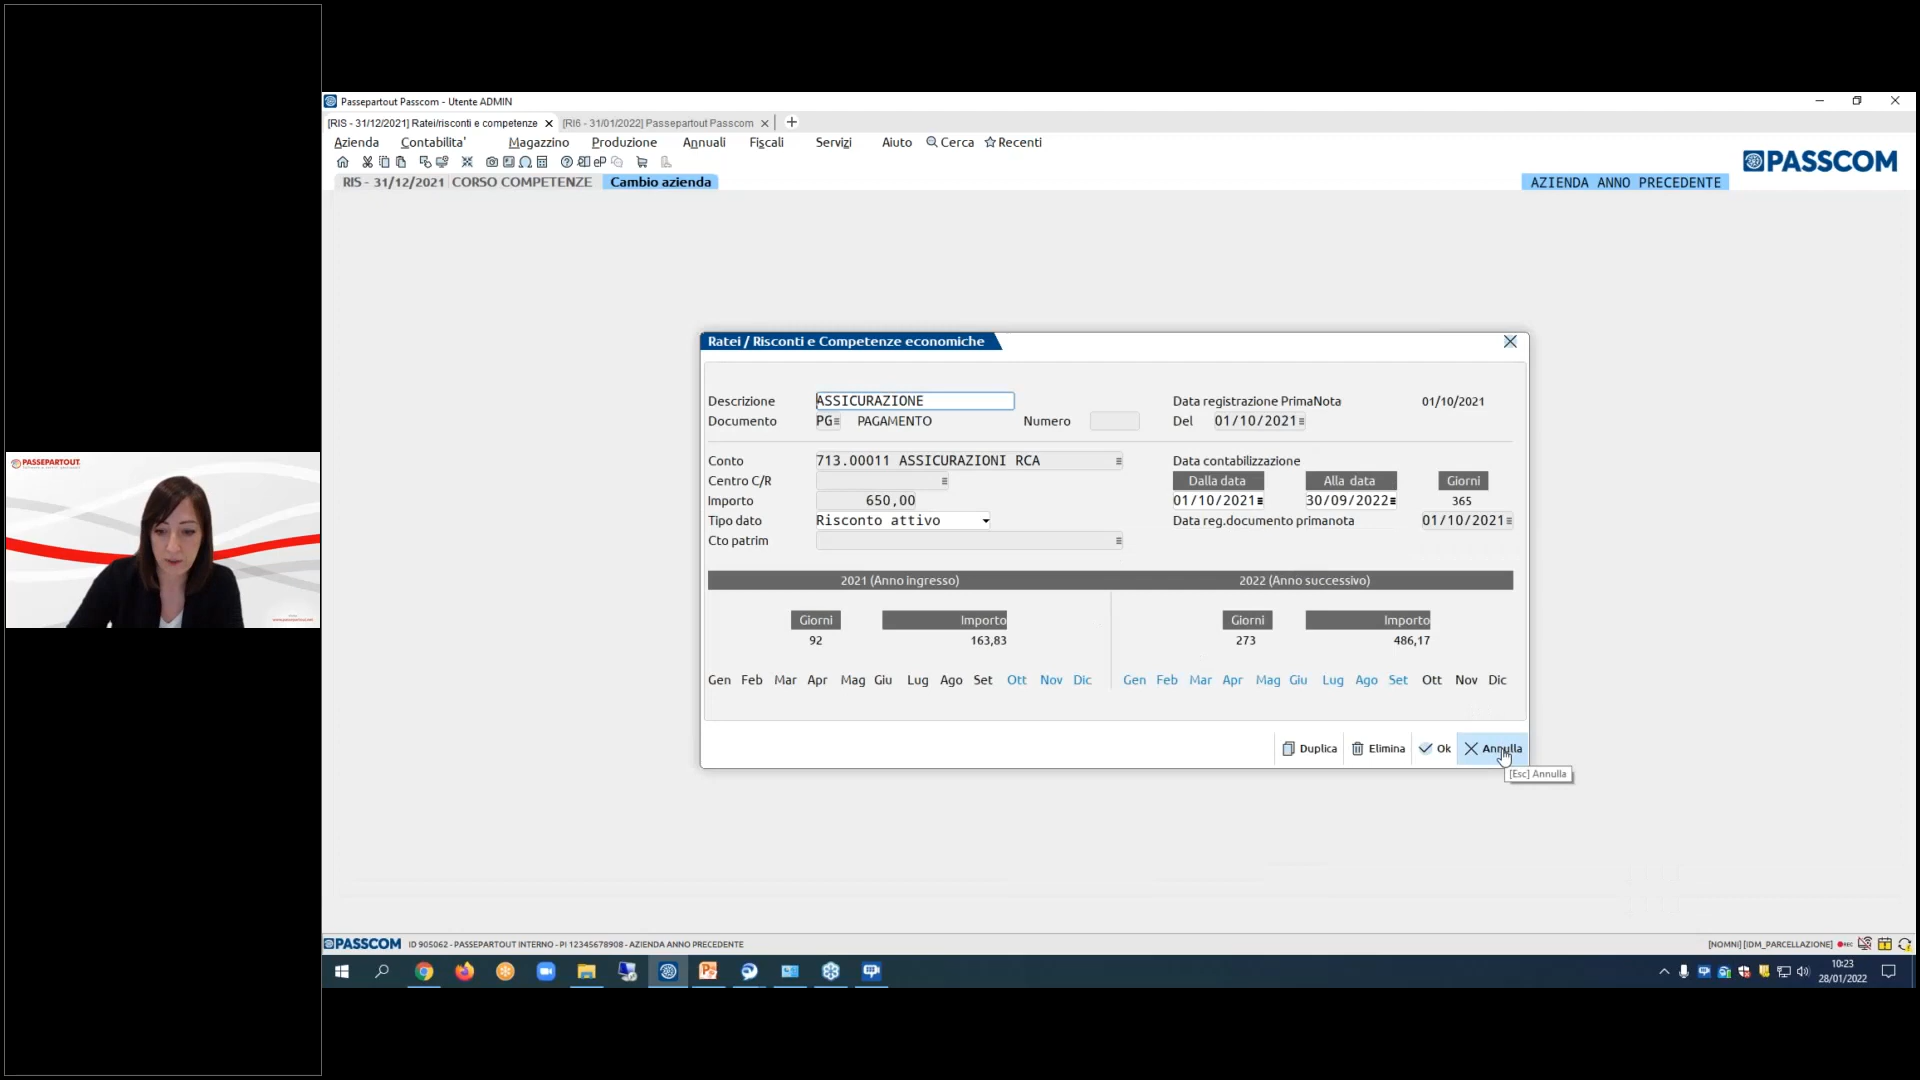 Passepartout Passcom - Utente ADMIN
[RIS - 31/12/2021] Ratei/risconti e competenze [RI6 - 31/01/2022] Passepartout Passcom
Azienda Contabilita' Magazzino Produzione Annuali Fiscali Servizi Aiuto Cerca Recenti
PASSCOM
RIS - 31/12/2021 CORSO COMPETENZE Cambio azienda AZIENDA ANNO PRECEDENTE
Ratei / Risconti e Competenze economiche
Descrizione ASSICURAZIONE Data registrazione PrimaNota 01/10/2021
Documento PG PAGAMENTO Numero Del 01/10/2021
Conto 713.00011 ASSICURAZIONI RCA Data contabilizzazione
Centro C/R Dalla data Alla data Giorni
Importo 650,00 01/10/2021 30/09/2022 365
Tipo dato Risconto attivo Data reg.documento primanota 01/10/2021
Cto patrim
2021 (Anno ingresso) 2022 (Anno successivo)
Giorni Importo Giorni Importo
92 163,83 273 486,17
Gen Feb Mar Apr Mag Giu Lug Ago Set Ott Nov Dic Gen Feb Mar Apr Mag Giu Lug Ago Set Ott Nov Dic
Duplica Elimina Ok Annulla
[Esc] Annulla
PASSEPARTOUT
PASSCOM ID 905062 - PASSEPARTOUT INTERNO - PI 12345678908 - AZIENDA ANNO PRECEDENTE [NOMNI] [IDM_PARCELLAZIONE] REC
10:23
28/01/2022